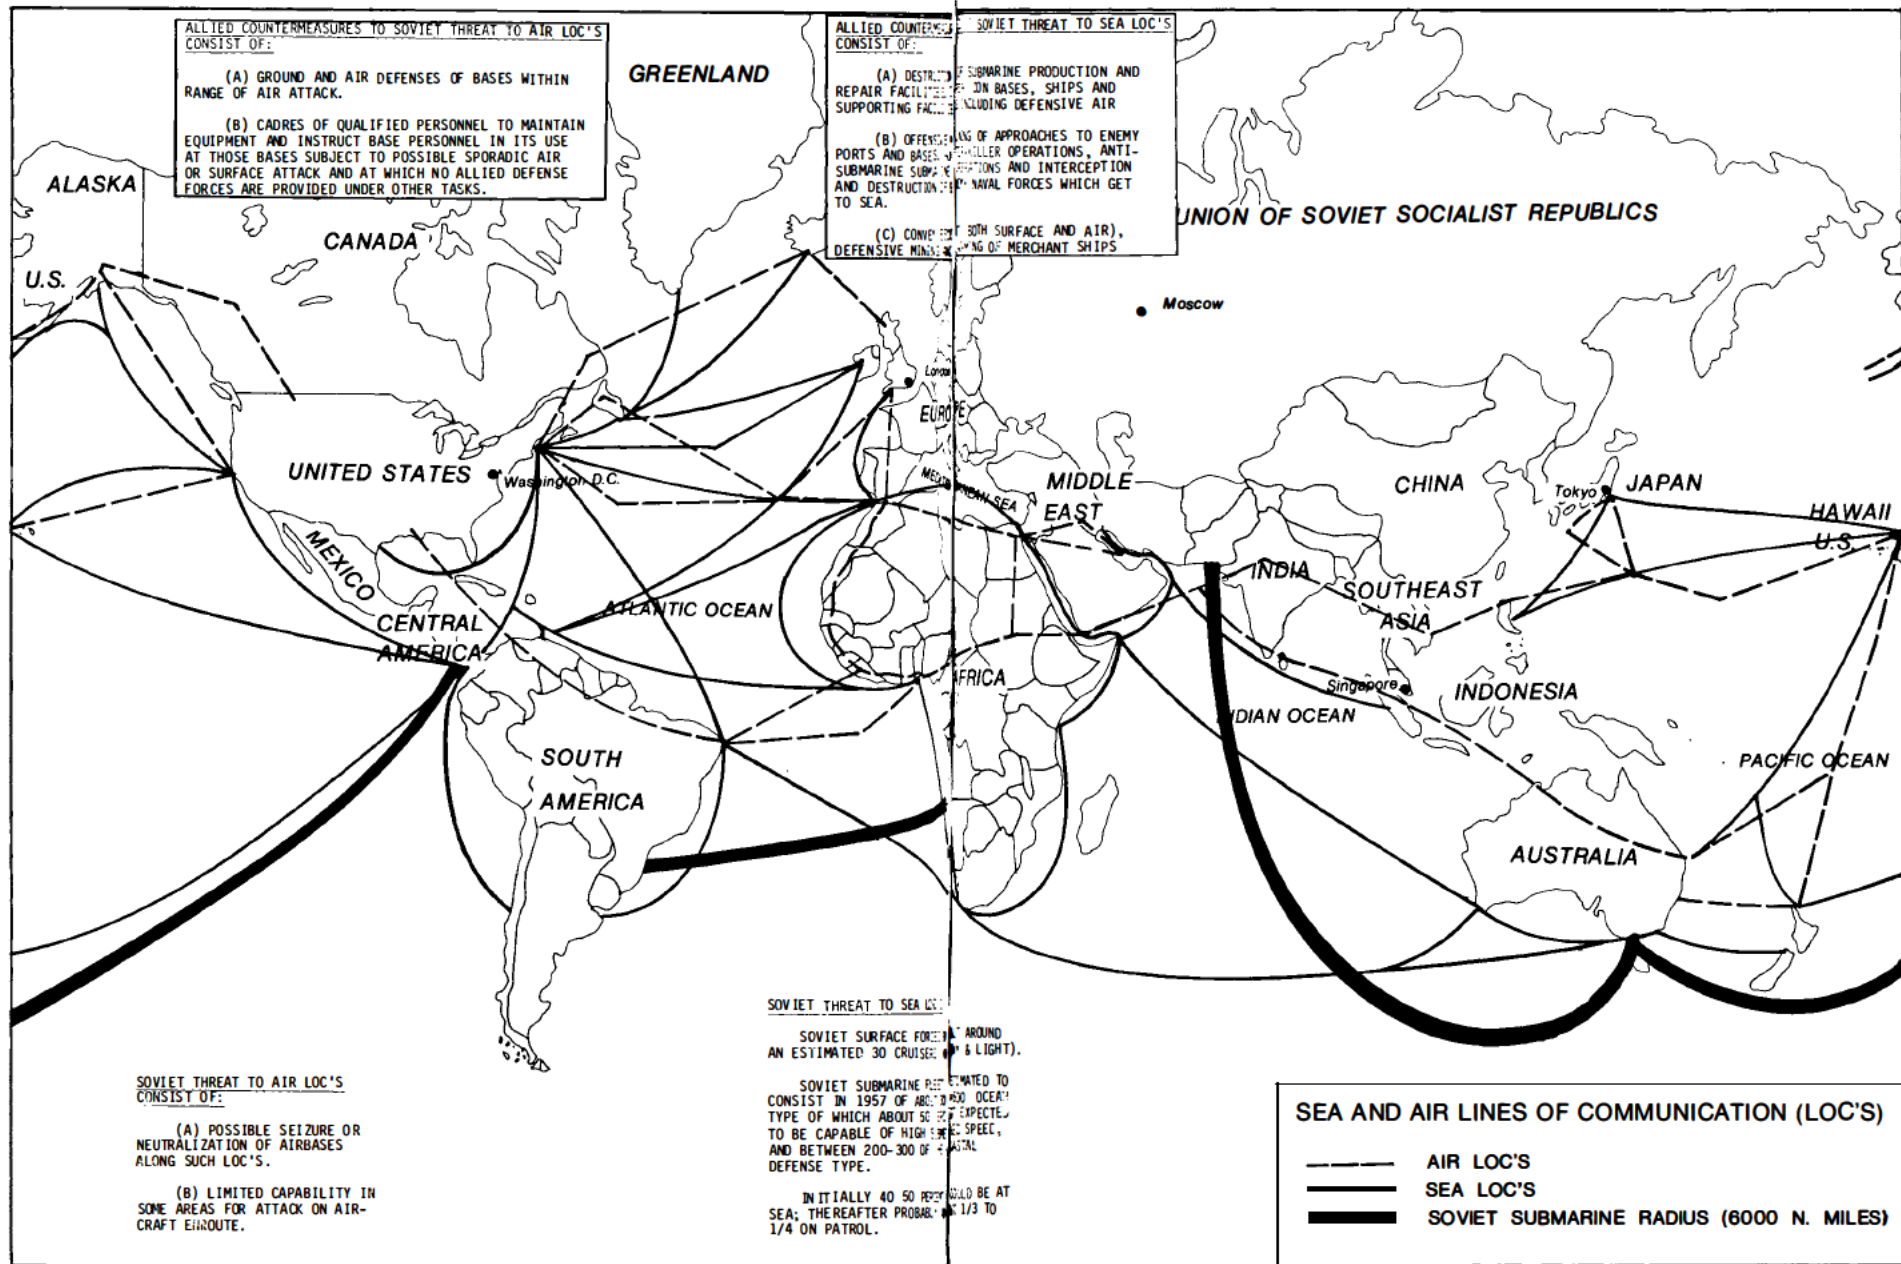 ALLIED COUNTERMEASURES TO SOVIET THREAT TO AIR LOC'S
CONSIST OF:
(A) GROUND AND AIR DEFENSES OF BASES WITHIN
RANGE OF AIR ATTACK.
(B) CADRES OF QUALIFIED PERSONNEL TO MAINTAIN
EQUIPMENT AND INSTRUCT BASE PERSONNEL IN ITS USE
AT THOSE BASES SUBJECT TO POSSIBLE SPORADIC AIR
OR SURFACE ATTACK AND AT WHICH NO ALLIED DEFENSE
FORCES ARE PROVIDED UNDER OTHER TASKS.
ALLIED SOVIET THREAT TO SEA LOC'S
CONSIST OF:
(A) SUBMARINE PRODUCTION AND
REPAIR BASES, SHIPS AND
SUPPORTING DEFENSIVE AIR
(B) OF APPROACHES TO ENEMY
PORTS AND BASES, OPERATIONS, ANTI-
SUBMARINE AND INTERCEPTION
AND DESTRUCTION NAVAL FORCES WHICH GET
TO SEA.
(C) BOTH SURFACE AND AIR),
DEFENSIVE OF MERCHANT SHIPS
GREENLAND
ALASKA
CANADA
U.S.
UNION OF SOVIET SOCIALIST REPUBLICS
Moscow
London
EUROPE
UNITED STATES
Washington D.C.
MEXICO
CENTRAL
AMERICA
ATLANTIC OCEAN
SEA
MIDDLE
EAST
CHINA
Tokyo
JAPAN
HAWAII
U.S.
INDIA
SOUTHEAST
ASIA
AFRICA
Singapore
INDONESIA
INDIAN OCEAN
PACIFIC OCEAN
SOUTH
AMERICA
AUSTRALIA
SOVIET THREAT TO SEA
SOVIET SURFACE AROUND
AN ESTIMATED 30 & LIGHT).
SOVIET SUBMARINE TO
CONSIST IN 1957 OF OCEAN
TYPE OF WHICH ABOUT EXPECTED
TO BE CAPABLE OF HIGH SPEED,
AND BETWEEN 200-300 OF
DEFENSE TYPE.
INITIALLY 40 50 BE AT
SEA; THEREAFTER 1/3 TO
1/4 ON PATROL.
SOVIET THREAT TO AIR LOC'S
CONSIST OF:
(A) POSSIBLE SEIZURE OR
NEUTRALIZATION OF AIRBASES
ALONG SUCH LOC'S.
(B) LIMITED CAPABILITY IN
SOME AREAS FOR ATTACK ON AIR-
CRAFT ENROUTE.
SEA AND AIR LINES OF COMMUNICATION (LOC'S)
AIR LOC'S
SEA LOC'S
SOVIET SUBMARINE RADIUS (6000 N. MILES)